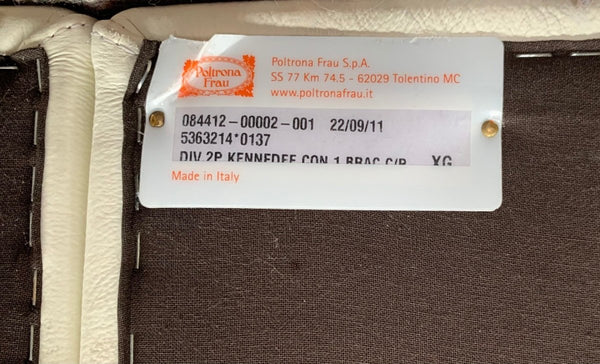 Poltrona
Frau
Poltrona Frau S.p.A.
SS 77 Km 74.5 - 62029 Tolentino MC
www.poltronafrau.it
084412-00002-001 22/09/11
5363214*0137
DIV 2P KENNEDEE CON 1 BRAC C/P XG
Made in Italy